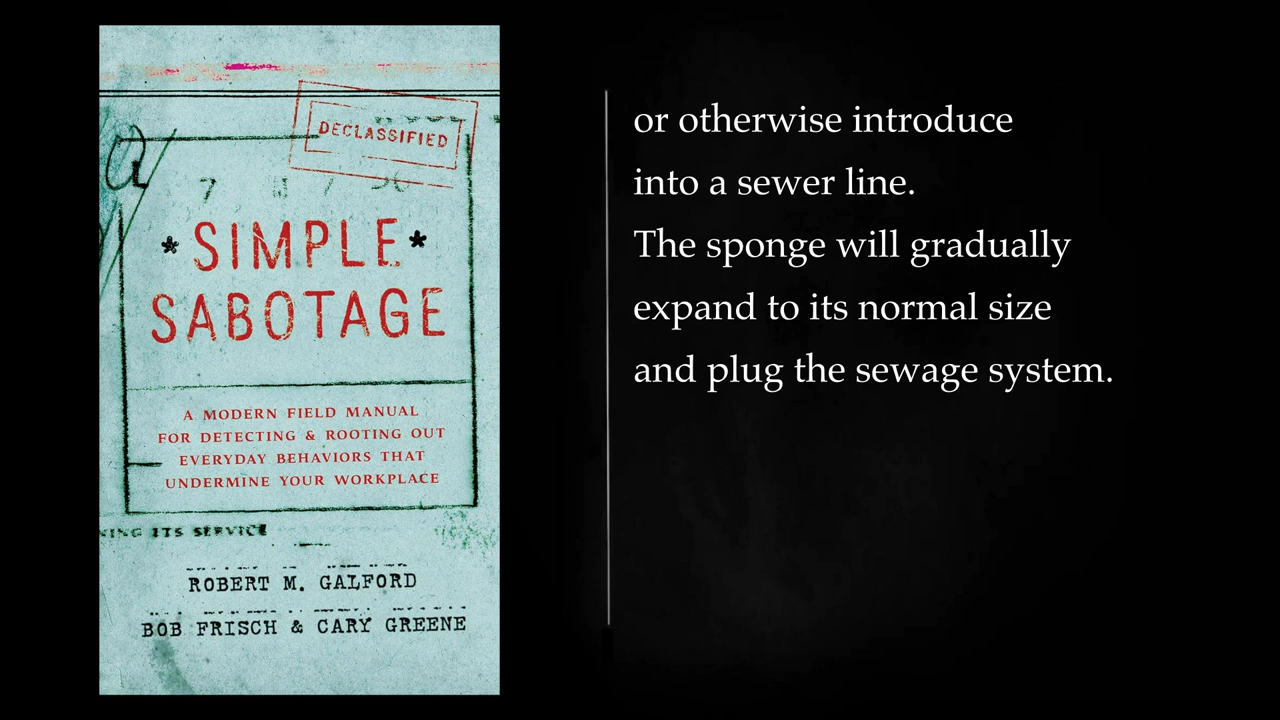 DECLASSIFIED
*SIMPLE*
SABOTAGE
A MODERN FIELD MANUAL
FOR DETECTING & ROOTING OUT
EVERYDAY BEHAVIORS THAT
UNDERMINE YOUR WORKPLACE
ITS SERVICE
ROBERT M. GALFORD
BOB FRISCH & CARY GREENE
or otherwise introduce
into a sewer line.
The sponge will gradually
expand to its normal size
and plug the sewage system.